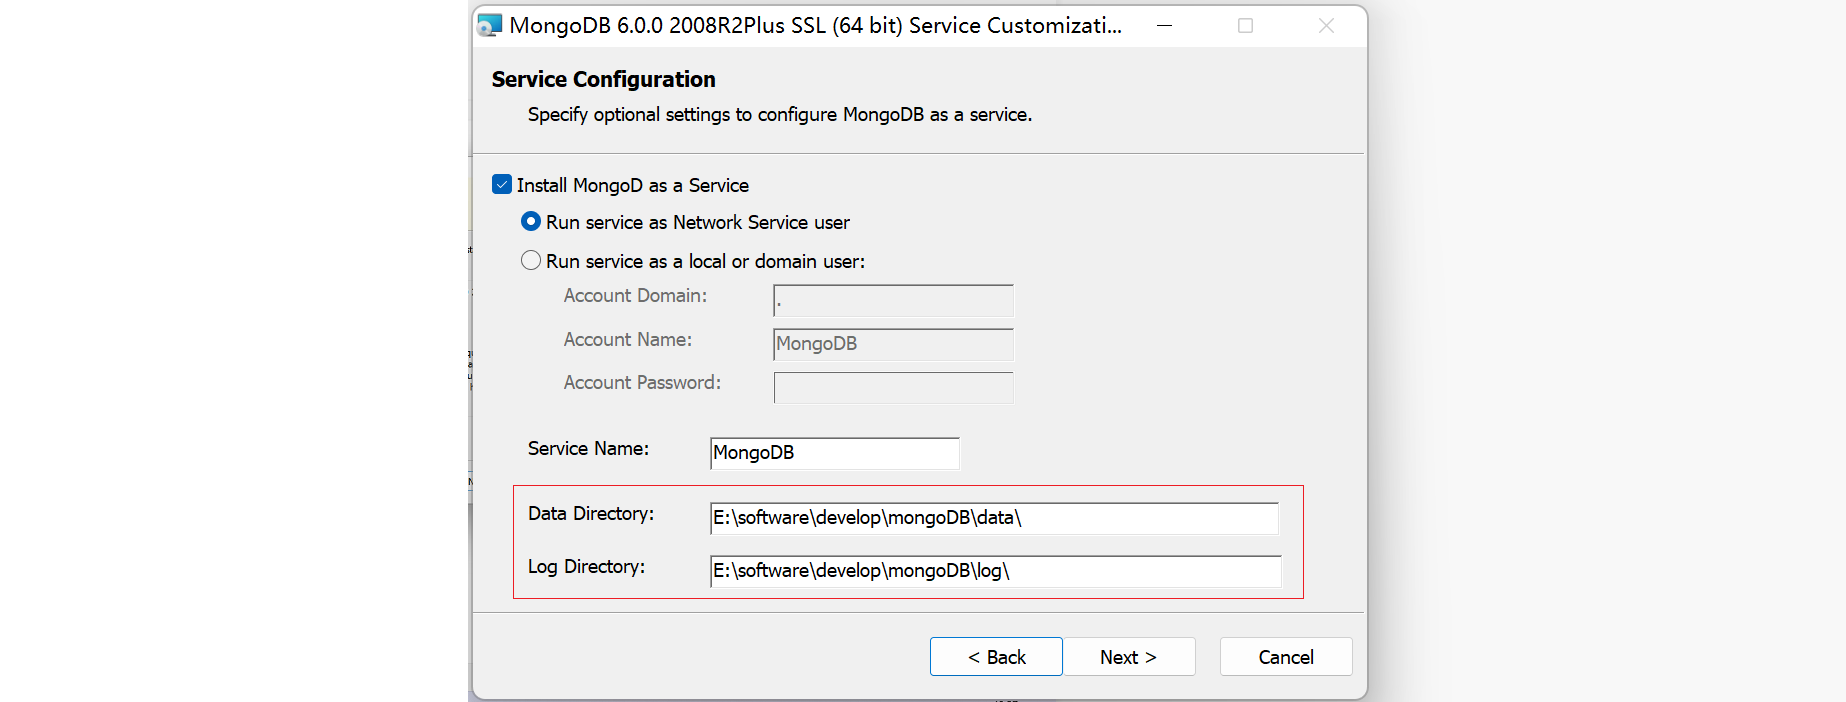 MongoDB 6.0.0 2008R2Plus SSL (64 bit) Service Customizati...
Service Configuration
Specify optional settings to configure MongoDB as a service.
Install MongoD as a Service
Run service as Network Service user
Run service as a local or domain user:
Account Domain: .
Account Name: MongoDB
Account Password:
Service Name: MongoDB
Data Directory: E:\software\develop\mongoDB\data\
Log Directory: E:\software\develop\mongoDB\log\
< Back Next > Cancel